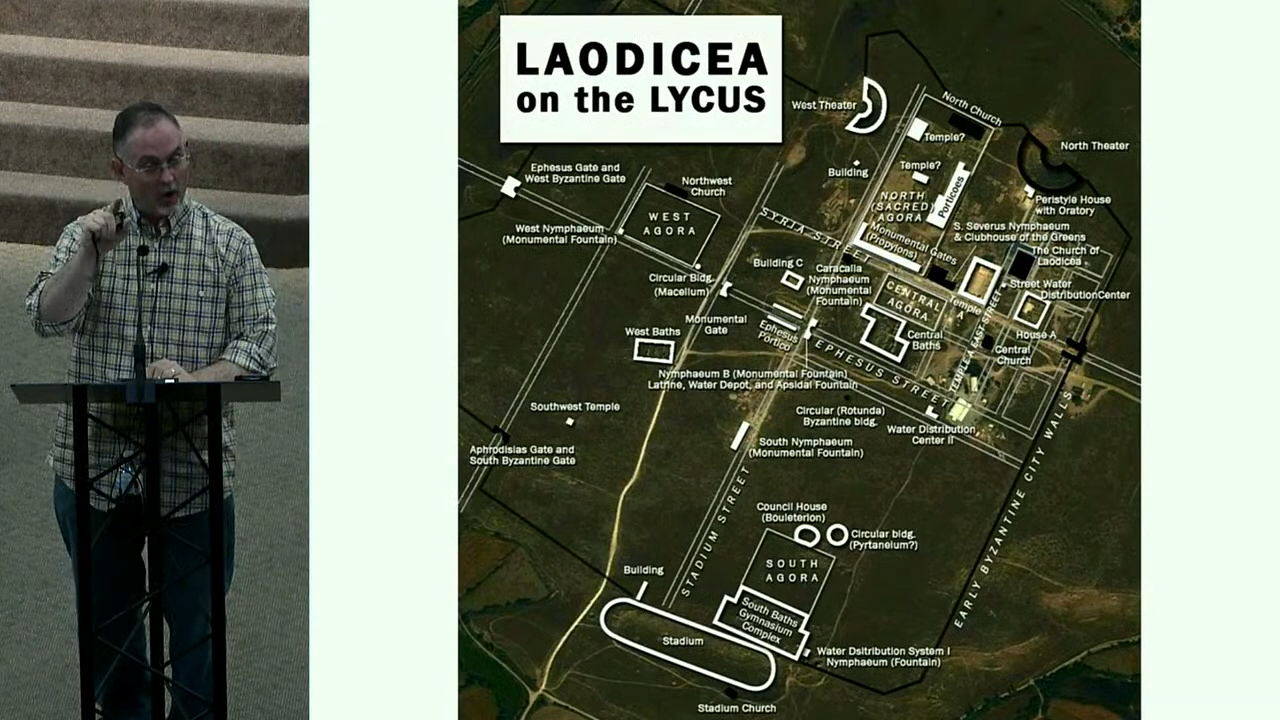 LAODICEA
on the LYCUS
West Theater
North Church
Temple?
North Theater
Ephesus Gate and
West Byzantine Gate
Northwest
Church
Building
Temple?
Porticoes
NORTH
(SACRED)
AGORA
Peristyle House
with Oratory
WEST
AGORA
SYRIA STREET
West Nymphaeum
(Monumental Fountain)
Monumental Gates
(Propylons)
S. Severus Nymphaeum
& Clubhouse of the Greens
The Church of
Laodicea
Circular Bldg.
(Macellum)
Building C
Caracalla
Nymphaeum
(Monumental
Fountain)
CENTRAL
AGORA
Temple
A
Street Water
DistributionCenter
House A
Monumental
Gate
Ephesus
Portico
Central
Baths
TEMPLE A EAST STREET
Central
Church
West Baths
EPHESUS STREET
Nymphaeum B (Monumental Fountain)
Latrine, Water Depot, and Apsidal Fountain
Southwest Temple
Circular (Rotunda)
Byzantine bldg.
Water Distribution
Center II
Aphrodisias Gate and
South Byzantine Gate
South Nymphaeum
(Monumental Fountain)
EARLY BYZANTINE CITY WALLS
STADIUM STREET
Council House
(Bouleterion)
Circular bldg.
(Pyrtaneium?)
SOUTH
AGORA
Building
South Baths
Gymnasium
Complex
Stadium
Water Dsitribution System I
Nymphaeum (Fountain)
Stadium Church